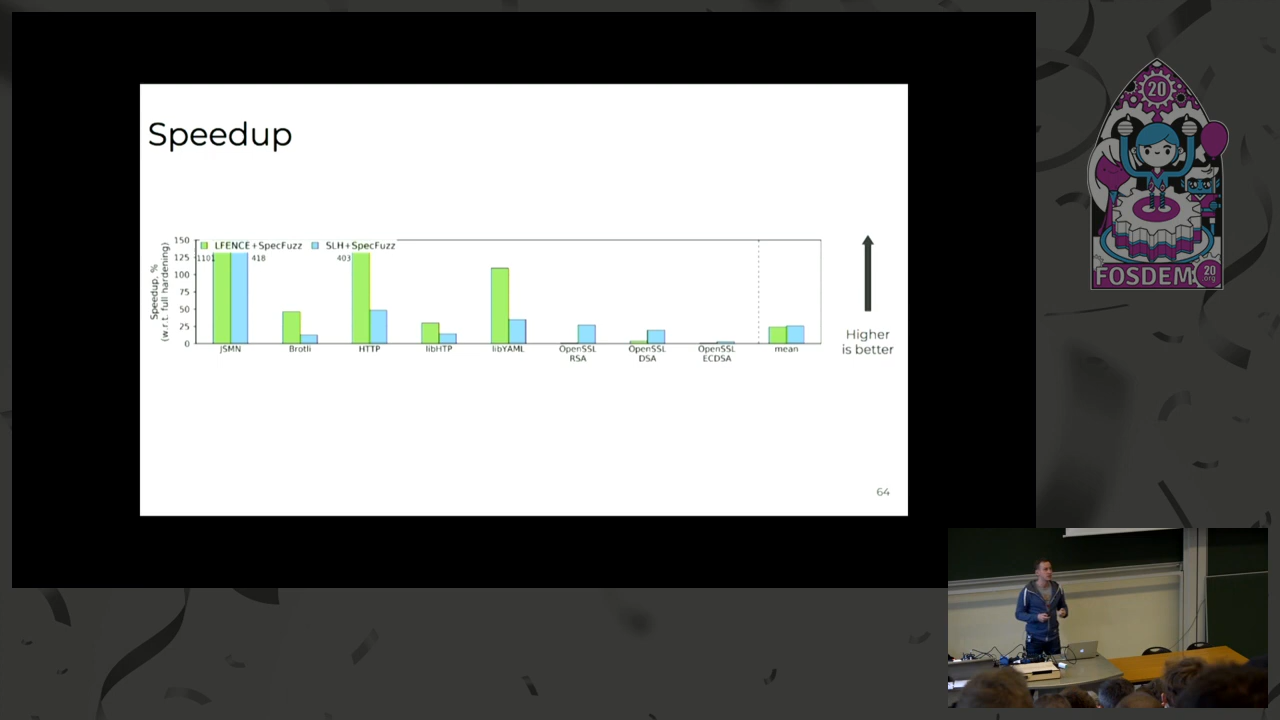 Speedup
Speedup, %
(w.r.t. full hardening)
150
125
100
75
50
25
0
LFENCE+SpecFuzz
SLH+SpecFuzz
1101
418
403
JSMN
Brotli
HTTP
libHTP
libYAML
OpenSSL
RSA
OpenSSL
DSA
OpenSSL
ECDSA
mean
Higher
is better
64
20
FOSDEM
20
.org